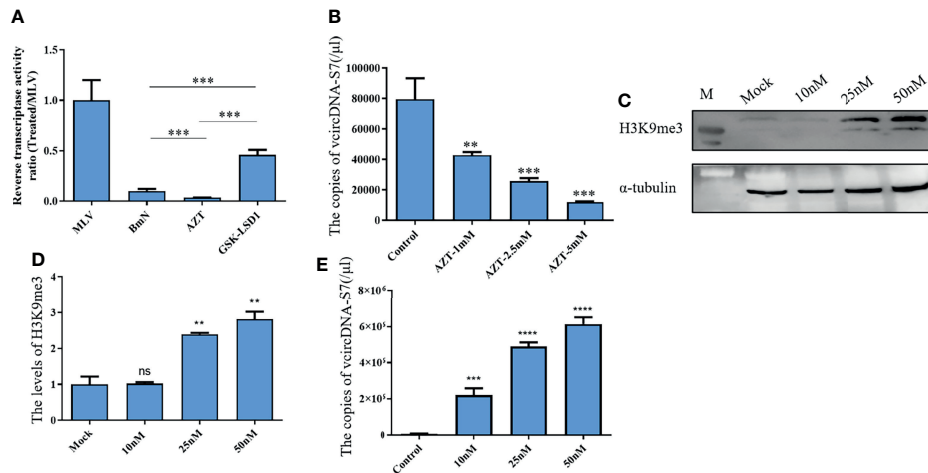 A
Reverse transcriptase activity
ratio (Treated/MLV)
1.5
1.0
0.5
0.0
***
***
***
MLV
BmN
AZT
GSK-LSD1
B
The copies of vcircDNA-S7(/μl)
100000
80000
60000
40000
20000
0
**
***
***
Control
AZT-1mM
AZT-2.5mM
AZT-5mM
C
M Mock 10nM 25nM 50nM
H3K9me3
α-tubulin
D
The levels of H3K9me3
4
3
2
1
0
ns
**
**
Mock
10nM
25nM
50nM
E
The copies of vcircDNA-S7(/μl)
8×10⁶
6×10⁵
4×10⁵
2×10⁵
0
***
****
****
Control
10nM
25nM
50nM